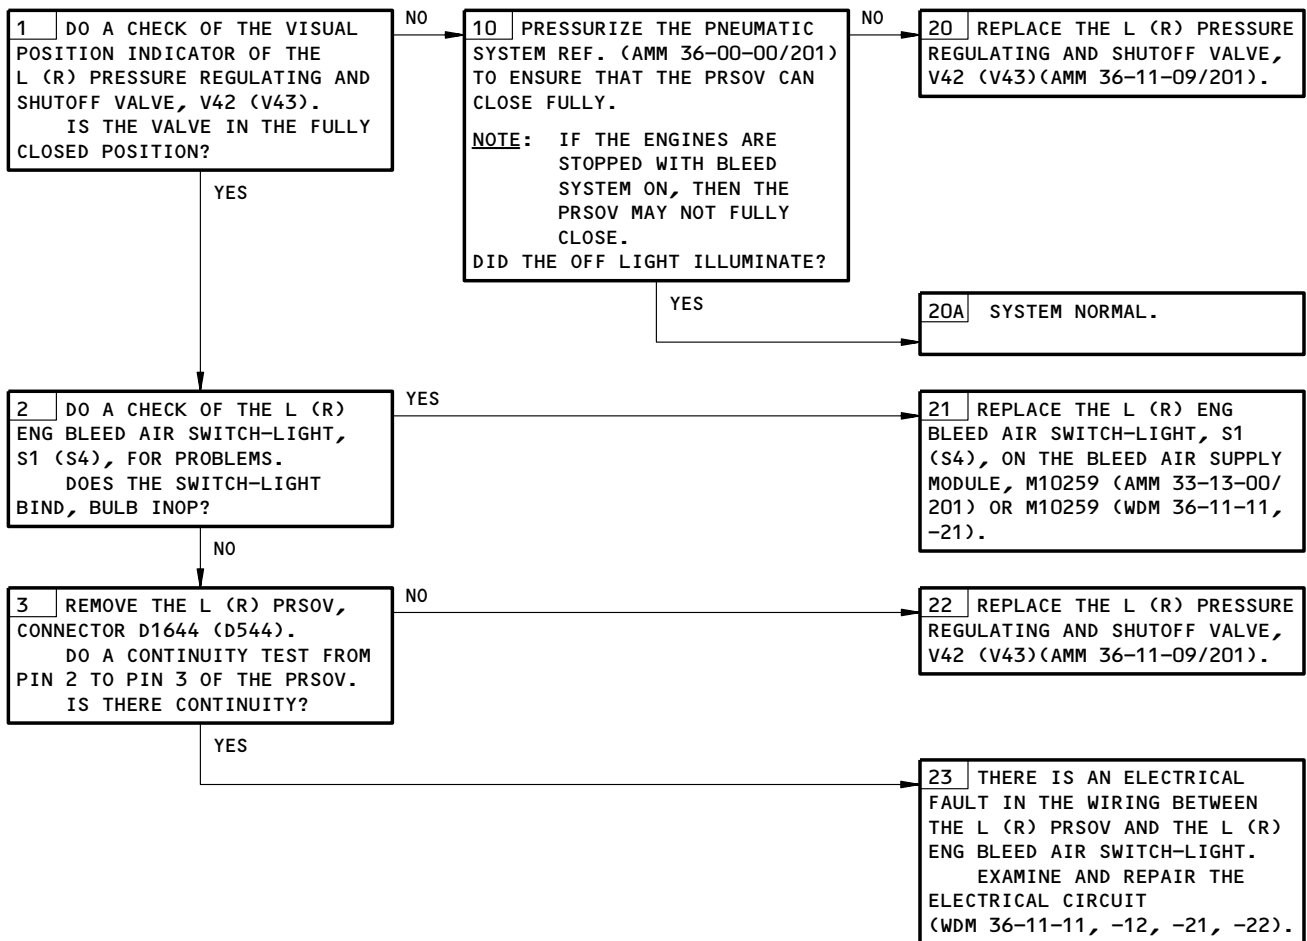 1 DO A CHECK OF THE VISUAL
POSITION INDICATOR OF THE
L (R) PRESSURE REGULATING AND
SHUTOFF VALVE, V42 (V43).
IS THE VALVE IN THE FULLY
CLOSED POSITION?
NO
YES
10 PRESSURIZE THE PNEUMATIC
SYSTEM REF. (AMM 36-00-00/201)
TO ENSURE THAT THE PRSOV CAN
CLOSE FULLY.
NOTE: IF THE ENGINES ARE
STOPPED WITH BLEED
SYSTEM ON, THEN THE
PRSOV MAY NOT FULLY
CLOSE.
DID THE OFF LIGHT ILLUMINATE?
NO
YES
20 REPLACE THE L (R) PRESSURE
REGULATING AND SHUTOFF VALVE,
V42 (V43)(AMM 36-11-09/201).
20A SYSTEM NORMAL.
2 DO A CHECK OF THE L (R)
ENG BLEED AIR SWITCH-LIGHT,
S1 (S4), FOR PROBLEMS.
DOES THE SWITCH-LIGHT
BIND, BULB INOP?
YES
NO
21 REPLACE THE L (R) ENG
BLEED AIR SWITCH-LIGHT, S1
(S4), ON THE BLEED AIR SUPPLY
MODULE, M10259 (AMM 33-13-00/
201) OR M10259 (WDM 36-11-11,
-21).
3 REMOVE THE L (R) PRSOV,
CONNECTOR D1644 (D544).
DO A CONTINUITY TEST FROM
PIN 2 TO PIN 3 OF THE PRSOV.
IS THERE CONTINUITY?
NO
YES
22 REPLACE THE L (R) PRESSURE
REGULATING AND SHUTOFF VALVE,
V42 (V43)(AMM 36-11-09/201).
23 THERE IS AN ELECTRICAL
FAULT IN THE WIRING BETWEEN
THE L (R) PRSOV AND THE L (R)
ENG BLEED AIR SWITCH-LIGHT.
EXAMINE AND REPAIR THE
ELECTRICAL CIRCUIT
(WDM 36-11-11, -12, -21, -22).